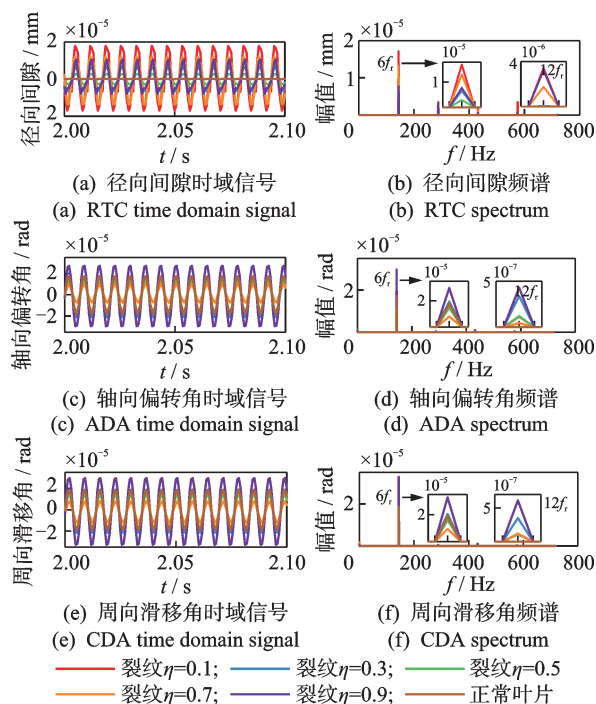 ×10⁻⁵
径向间隙 / mm
2
1
0
1
2
2.00
2.05
2.10
t / s
(a) 径向间隙时域信号
(a) RTC time domain signal
×10⁻⁵
幅值 / mm
2
1
0
6fr
10⁻⁵
1
10⁻⁶
4
12fr
0
200
400
600
800
f / Hz
(b) 径向间隙频谱
(b) RTC spectrum
×10⁻⁵
轴向偏转角 / rad
2
0
−2
2.00
2.05
2.10
t / s
(c) 轴向偏转角时域信号
(c) ADA time domain signal
×10⁻⁵
幅值 / rad
2
6fr
10⁻⁵
2
10⁻⁷
5
12fr
0
200
400
600
800
f / Hz
(d) 轴向偏转角频谱
(d) ADA spectrum
×10⁻⁵
周向滑移角 / rad
2
0
−2
2.00
2.05
2.10
t / s
(e) 周向滑移角时域信号
(e) CDA time domain signal
×10⁻⁵
幅值 / rad
2
6fr
10⁻⁵
2
10⁻⁷
5
12fr
0
200
400
600
800
f / Hz
(f) 周向滑移角频谱
(f) CDA spectrum
裂纹η=0.1; 裂纹η=0.3; 裂纹η=0.5
裂纹η=0.7; 裂纹η=0.9; 正常叶片